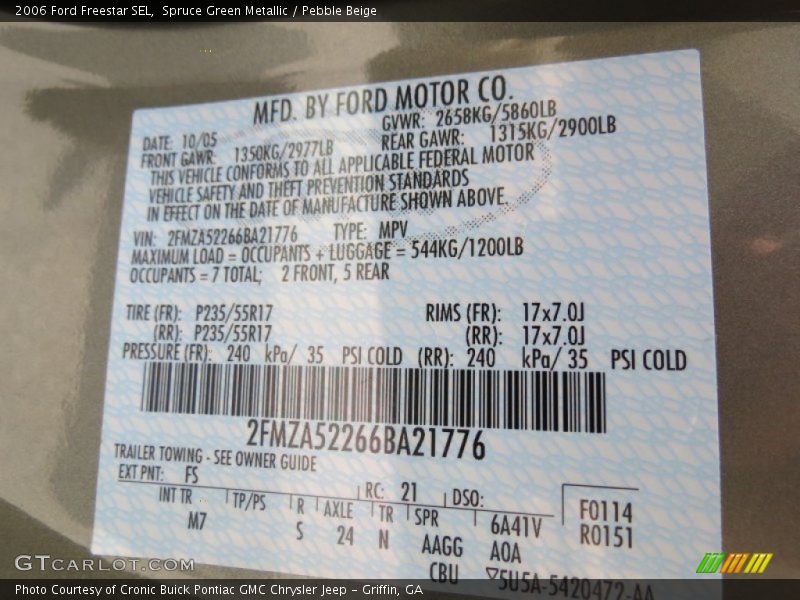 2006 Ford Freestar SEL,  Spruce Green Metallic / Pebble Beige
MFD. BY FORD MOTOR CO.
DATE: 10/05 GVWR: 2658KG/5860LB
FRONT GAWR: 1350KG/2977LB REAR GAWR: 1315KG/2900LB
THIS VEHICLE CONFORMS TO ALL APPLICABLE FEDERAL MOTOR
VEHICLE SAFETY AND THEFT PREVENTION STANDARDS
IN EFFECT ON THE DATE OF MANUFACTURE SHOWN ABOVE
VIN: 2FMZA52266BA21776 TYPE: MPV
MAXIMUM LOAD = OCCUPANTS + LUGGAGE = 544KG/1200LB
OCCUPANTS = 7 TOTAL; 2 FRONT, 5 REAR
TIRE (FR): P235/55R17 RIMS (FR): 17x7.0J
(RR): P235/55R17 (RR): 17x7.0J
PRESSURE (FR): 240 kPa/ 35 PSI COLD (RR): 240 kPa/ 35 PSI COLD
2FMZA52266BA21776
TRAILER TOWING - SEE OWNER GUIDE
EXT PNT: FS RC: 21 DSO: F0114
INT TR TP/PS R AXLE TR SPR 6A41V R0151
M7 S 24 N AAGG AOA
CBU ▽5U5A-5420472-AA
GTCARLOT.COM
Photo Courtesy of Cronic Buick Pontiac GMC Chrysler Jeep - Griffin, GA